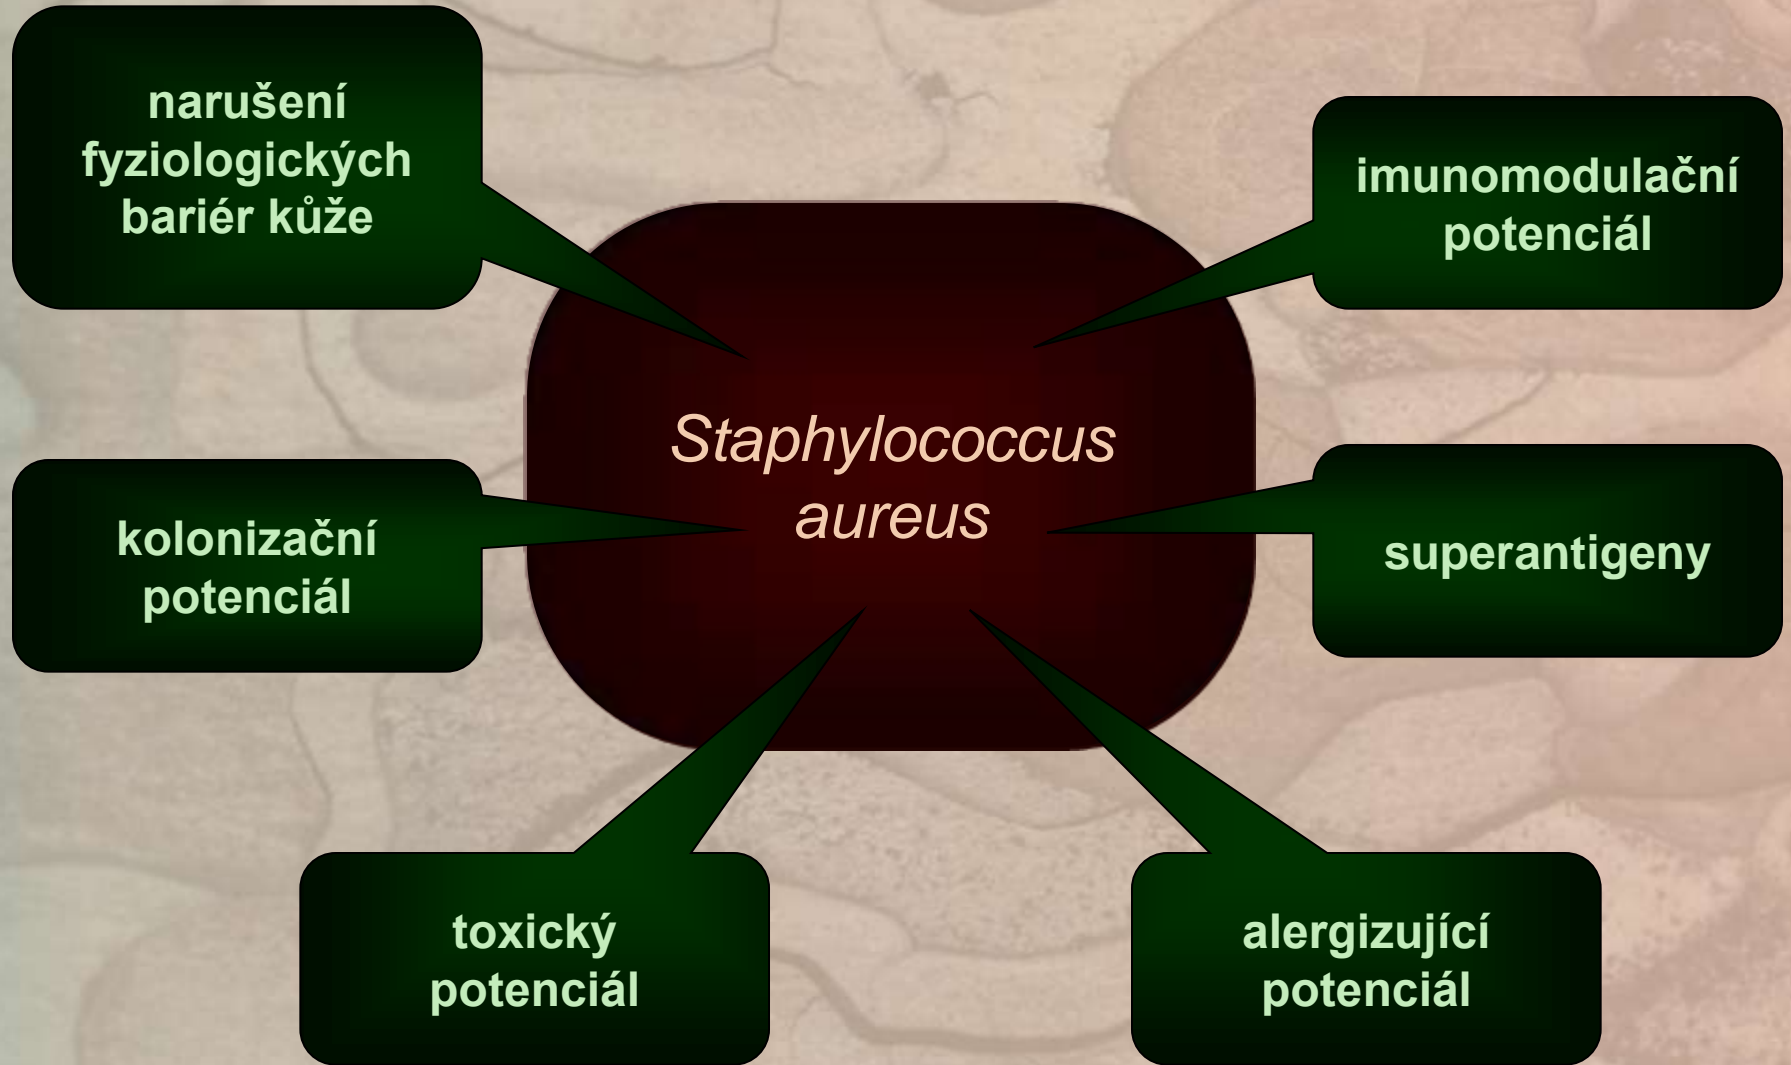 narušení
fyziologických
bariér kůže
imunomodulační
potenciál
Staphylococcus
aureus
kolonizační
potenciál
superantigeny
toxický
potenciál
alergizující
potenciál